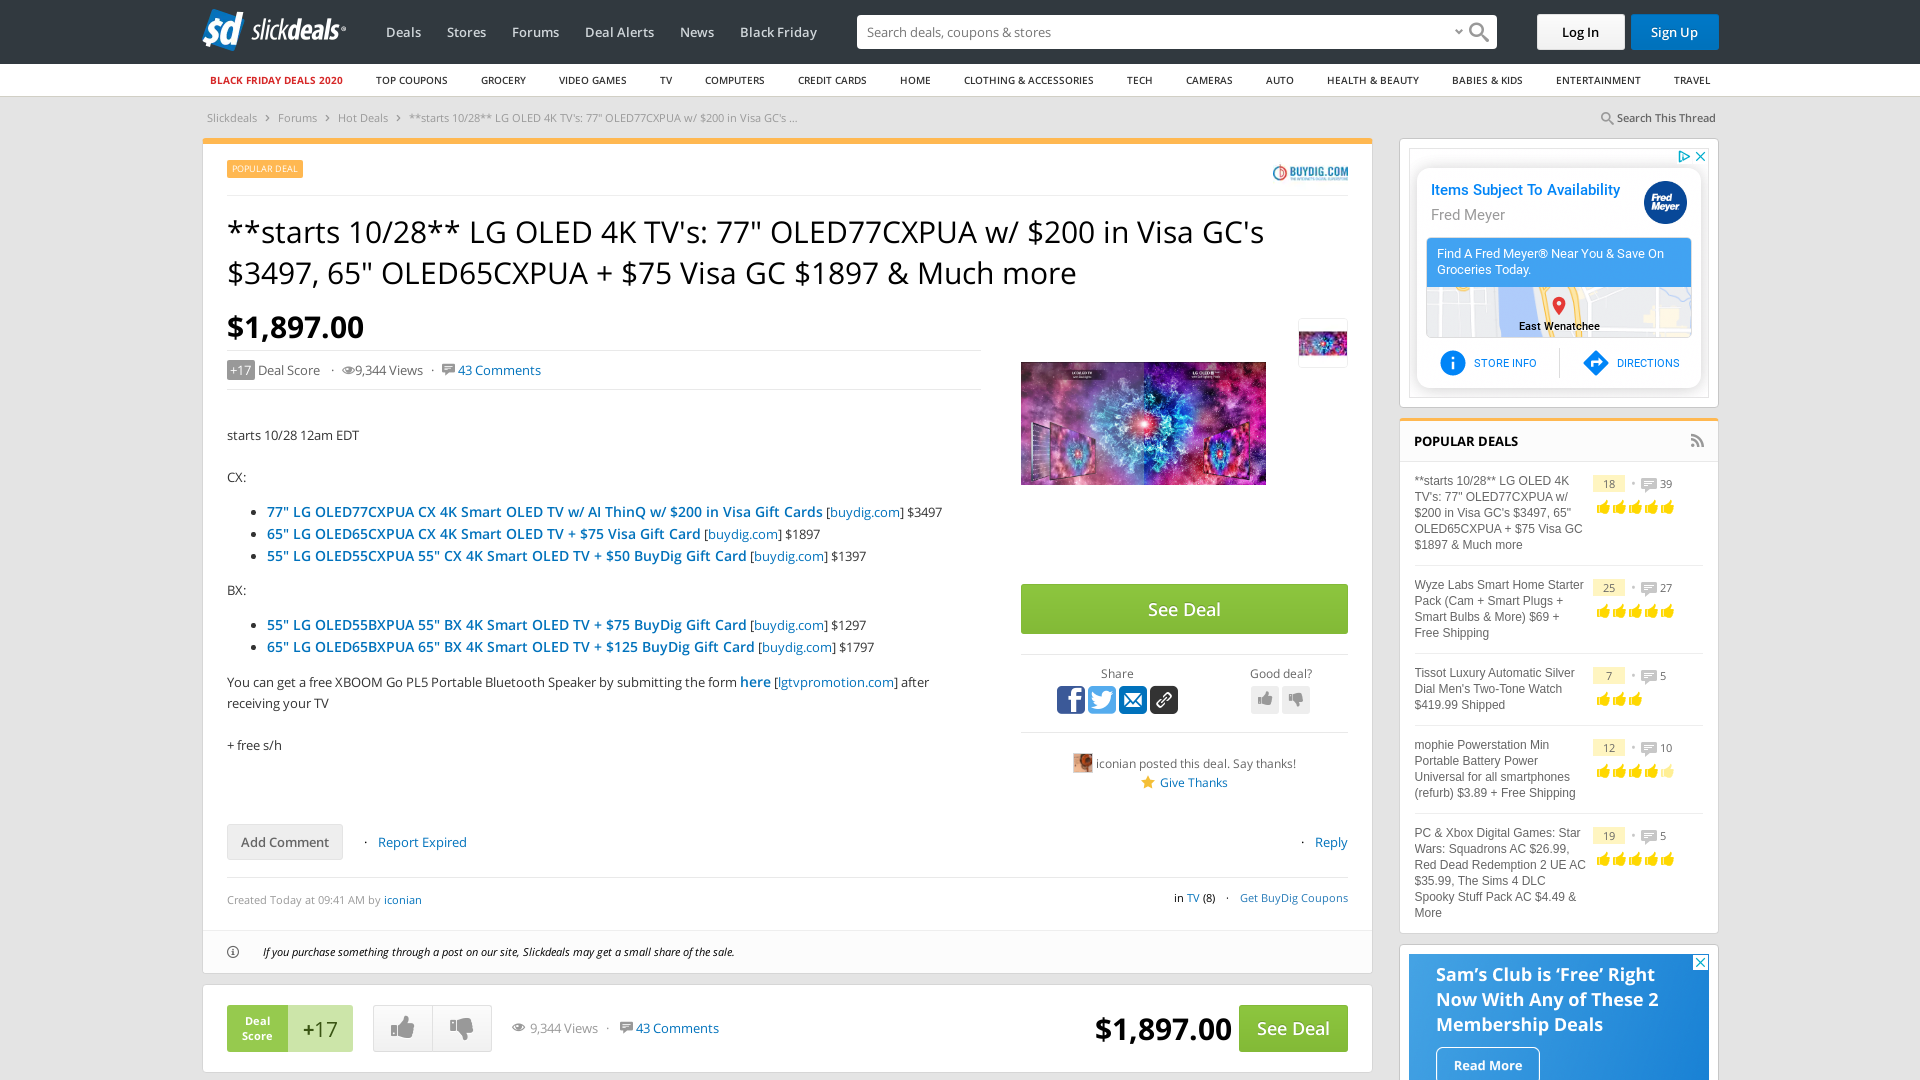 sd slickdeals
Deals Stores Forums Deal Alerts News Black Friday
Search deals, coupons & stores
Log In Sign Up
BLACK FRIDAY DEALS 2020 TOP COUPONS GROCERY VIDEO GAMES TV COMPUTERS CREDIT CARDS HOME CLOTHING & ACCESSORIES TECH CAMERAS AUTO HEALTH & BEAUTY BABIES & KIDS ENTERTAINMENT TRAVEL
Slickdeals › Forums › Hot Deals › **starts 10/28** LG OLED 4K TV's: 77" OLED77CXPUA w/ $200 in Visa GC's ...
Search This Thread
POPULAR DEAL
BUYDIG.COM
**starts 10/28** LG OLED 4K TV's: 77" OLED77CXPUA w/ $200 in Visa GC's
$3497, 65" OLED65CXPUA + $75 Visa GC $1897 & Much more
$1,897.00
+17 Deal Score · 9,344 Views · 43 Comments
starts 10/28 12am EDT
CX:
• 77" LG OLED77CXPUA CX 4K Smart OLED TV w/ AI ThinQ w/ $200 in Visa Gift Cards [buydig.com] $3497
• 65" LG OLED65CXPUA CX 4K Smart OLED TV + $75 Visa Gift Card [buydig.com] $1897
• 55" LG OLED55CXPUA 55" CX 4K Smart OLED TV + $50 BuyDig Gift Card [buydig.com] $1397
BX:
• 55" LG OLED55BXPUA 55" BX 4K Smart OLED TV + $75 BuyDig Gift Card [buydig.com] $1297
• 65" LG OLED65BXPUA 65" BX 4K Smart OLED TV + $125 BuyDig Gift Card [buydig.com] $1797
You can get a free XBOOM Go PL5 Portable Bluetooth Speaker by submitting the form here [lgtvpromotion.com] after
receiving your TV
+ free s/h
See Deal
Share
Good deal?
iconian posted this deal. Say thanks!
Give Thanks
Add Comment · Report Expired
· Reply
Created Today at 09:41 AM by iconian
in TV (8) · Get BuyDig Coupons
If you purchase something through a post on our site, Slickdeals may get a small share of the sale.
Deal
Score
+17
9,344 Views · 43 Comments
$1,897.00 See Deal
Items Subject To Availability
Fred Meyer
Fred
Meyer
Find A Fred Meyer® Near You & Save On
Groceries Today.
East Wenatchee
STORE INFO DIRECTIONS
POPULAR DEALS
**starts 10/28** LG OLED 4K
TV's: 77" OLED77CXPUA w/
$200 in Visa GC's $3497, 65"
OLED65CXPUA + $75 Visa GC
$1897 & Much more
18 • 39
Wyze Labs Smart Home Starter
Pack (Cam + Smart Plugs +
Smart Bulbs & More) $69 +
Free Shipping
25 • 27
Tissot Luxury Automatic Silver
Dial Men's Two-Tone Watch
$419.99 Shipped
7 • 5
mophie Powerstation Min
Portable Battery Power
Universal for all smartphones
(refurb) $3.89 + Free Shipping
12 • 10
PC & Xbox Digital Games: Star
Wars: Squadrons AC $26.99,
Red Dead Redemption 2 UE AC
$35.99, The Sims 4 DLC
Spooky Stuff Pack AC $4.49 &
More
19 • 5
Sam's Club is 'Free' Right
Now With Any of These 2
Membership Deals
Read More